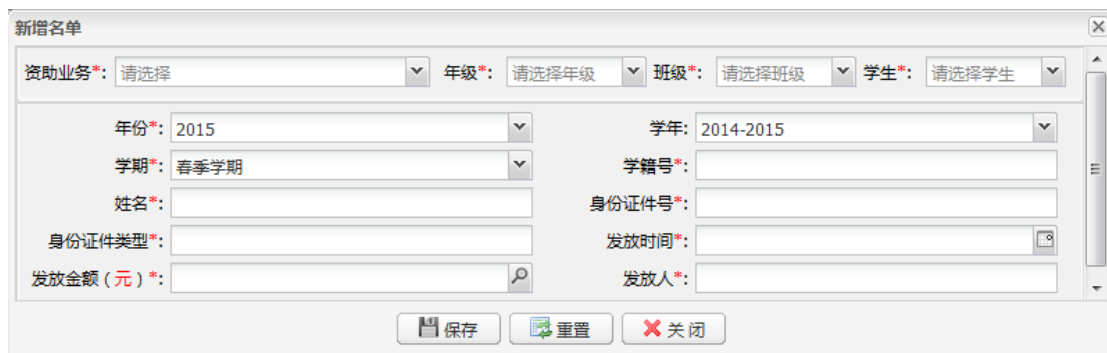 新增名单
资助业务*: 请选择 年级*: 请选择年级 班级*: 请选择班级 学生*: 请选择学生
年份*: 2015 学年: 2014-2015
学期*: 春季学期 学籍号*:
姓名*: 身份证件号*:
身份证件类型*: 发放时间*:
发放金额(元)*: 发放人*:
保存 重置 关闭